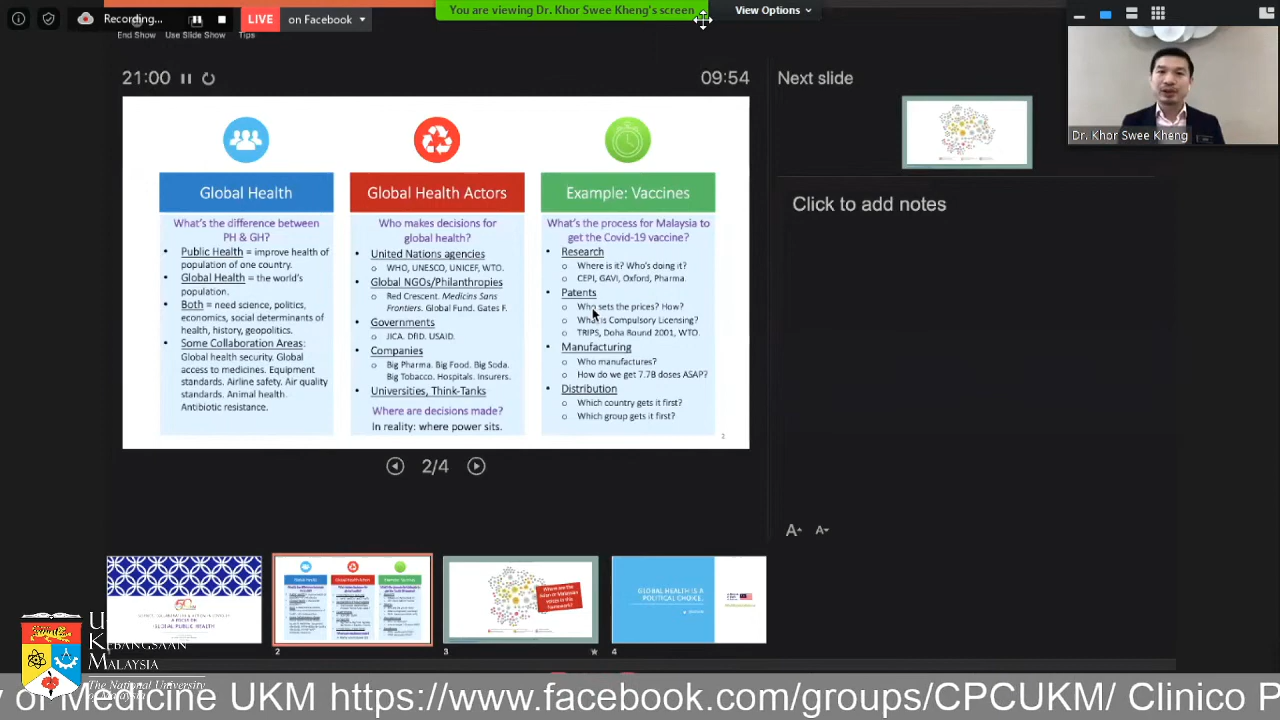 Recording...
LIVE
on Facebook
You are viewing Dr. Khor Swee Kheng's screen
View Options
End Show
Use Slide Show
Tips
21:00
09:54
Next slide
Dr. Khor Swee Kheng
Click to add notes
Global Health
What's the difference between
PH & GH?
• Public Health = improve health of
population of one country.
• Global Health = the world's
population.
• Both = need science, politics,
economics, social determinants of
health, history, geopolitics.
• Some Collaboration Areas:
Global health security. Global
access to medicines. Equipment
standards. Airline safety. Air quality
standards. Animal health.
Antibiotic resistance.
Global Health Actors
Who makes decisions for
global health?
• United Nations agencies
o WHO, UNESCO, UNICEF, WTO.
• Global NGOs/Philanthropies
o Red Crescent. Medicins Sans
Frontiers. Global Fund. Gates F.
• Governments
o JICA. DfID. USAID.
• Companies
o Big Pharma. Big Food. Big Soda.
Big Tobacco. Hospitals. Insurers.
• Universities, Think-Tanks
Where are decisions made?
In reality: where power sits.
Example: Vaccines
What's the process for Malaysia to
get the Covid-19 vaccine?
• Research
o Where is it? Who's doing it?
o CEPI, GAVI, Oxford, Pharma.
• Patents
o Who sets the prices? How?
o What is Compulsory Licensing?
o TRIPS, Doha Round 2001, WTO.
• Manufacturing
o Who manufactures?
o How do we get 7.7B doses ASAP?
• Distribution
o Which country gets it first?
o Which group gets it first?
2
2/4
A A
GLOBAL PUBLIC HEALTH
2
3
GLOBAL HEALTH IS A
POLITICAL CHOICE.
4
KEBANGSAAN
MALAYSIA
The National University
of Medicine UKM https://www.facebook.com/groups/CPCUKM/ Clinico P